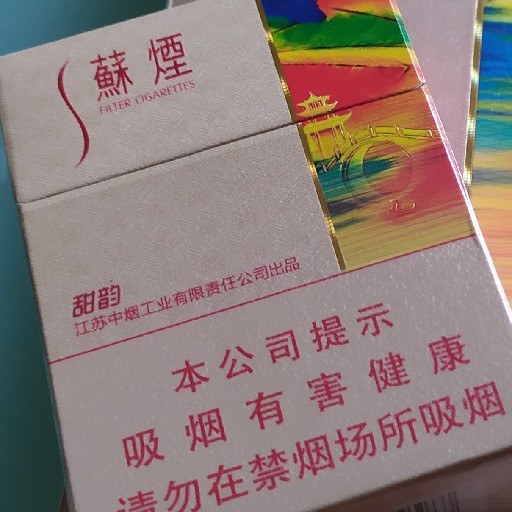 蘇煙
FILTER CIGARETTES
甜韵
江苏中烟工业有限责任公司出品
本公司提示
吸烟有害健康
请勿在禁烟场所吸烟